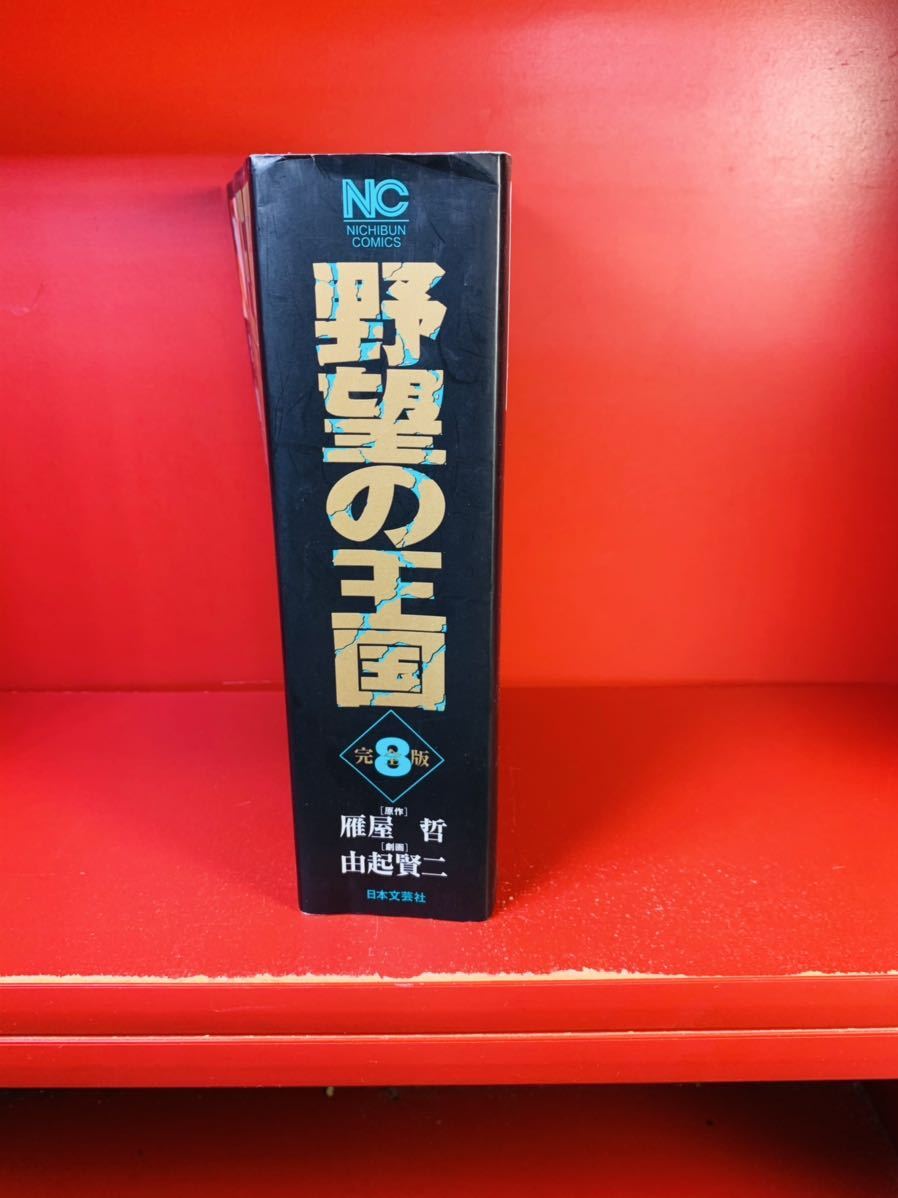 NC
NICHIBUN
COMICS
野望の王国
完全版
8
[原作]
雁屋 哲
[劇画]
由起賢二
日本文芸社